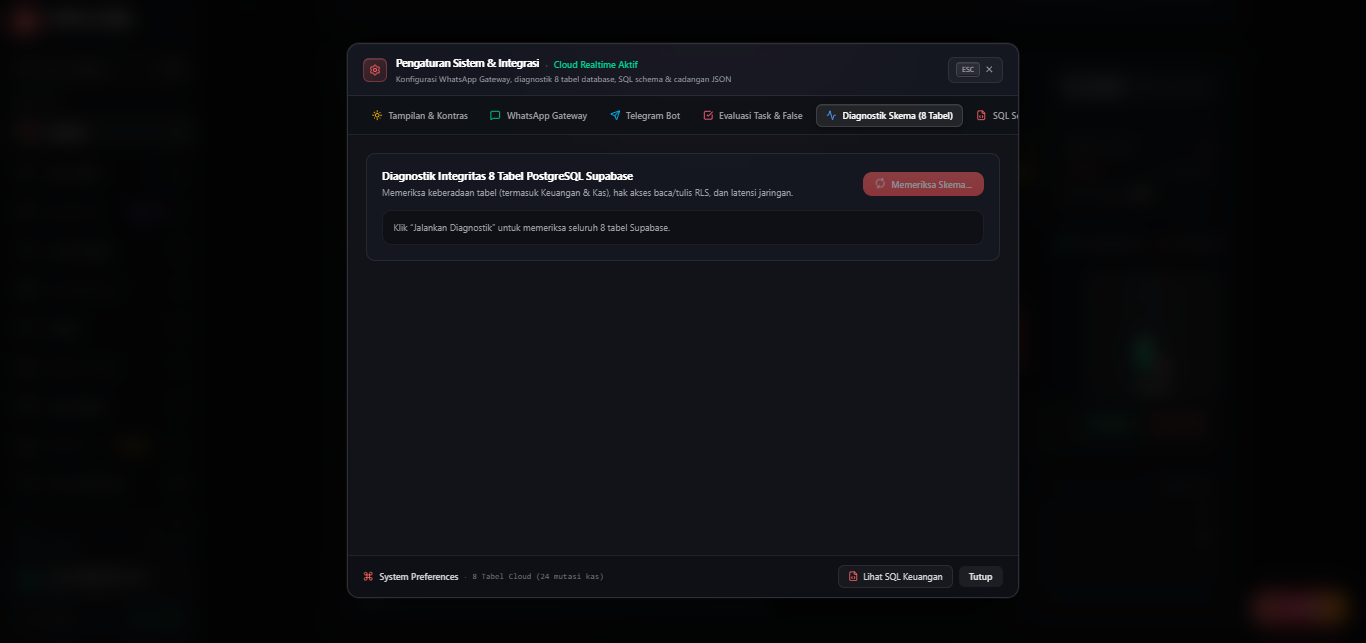 Pengaturan Sistem & Integrasi · Cloud Realtime Aktif
Konfigurasi WhatsApp Gateway, diagnostik 8 tabel database, SQL schema & cadangan JSON
ESC
Tampilan & Kontras
WhatsApp Gateway
Telegram Bot
Evaluasi Task & False
Diagnostik Skema (8 Tabel)
SQL
Diagnostik Integritas 8 Tabel PostgreSQL Supabase
Memeriksa keberadaan tabel (termasuk Keuangan & Kas), hak akses baca/tulis RLS, dan latensi jaringan.
Memeriksa Skema...
Klik "Jalankan Diagnostik" untuk memeriksa seluruh 8 tabel Supabase.
System Preferences · 8 Tabel Cloud (24 mutasi kas)
Lihat SQL Keuangan
Tutup